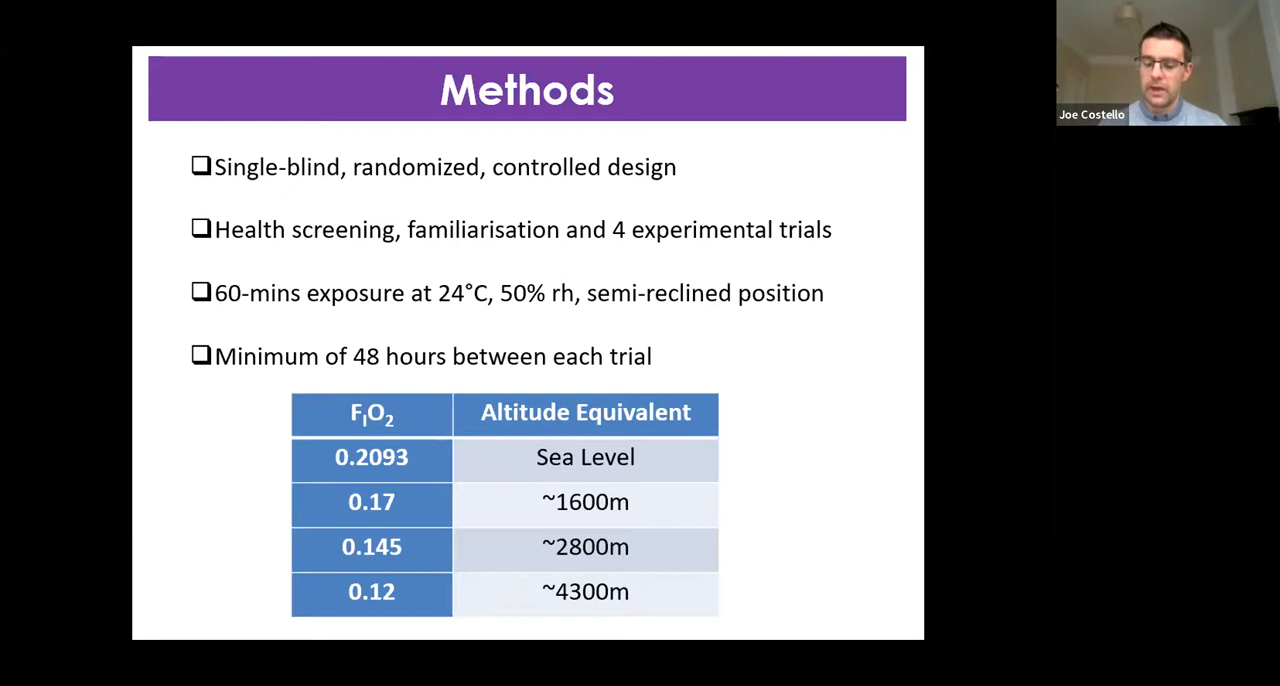 Methods
Joe Costello
❑Single-blind, randomized, controlled design
❑Health screening, familiarisation and 4 experimental trials
❑60-mins exposure at 24°C, 50% rh, semi-reclined position
❑Minimum of 48 hours between each trial
FIO2 Altitude Equivalent
0.2093 Sea Level
0.17 ~1600m
0.145 ~2800m
0.12 ~4300m